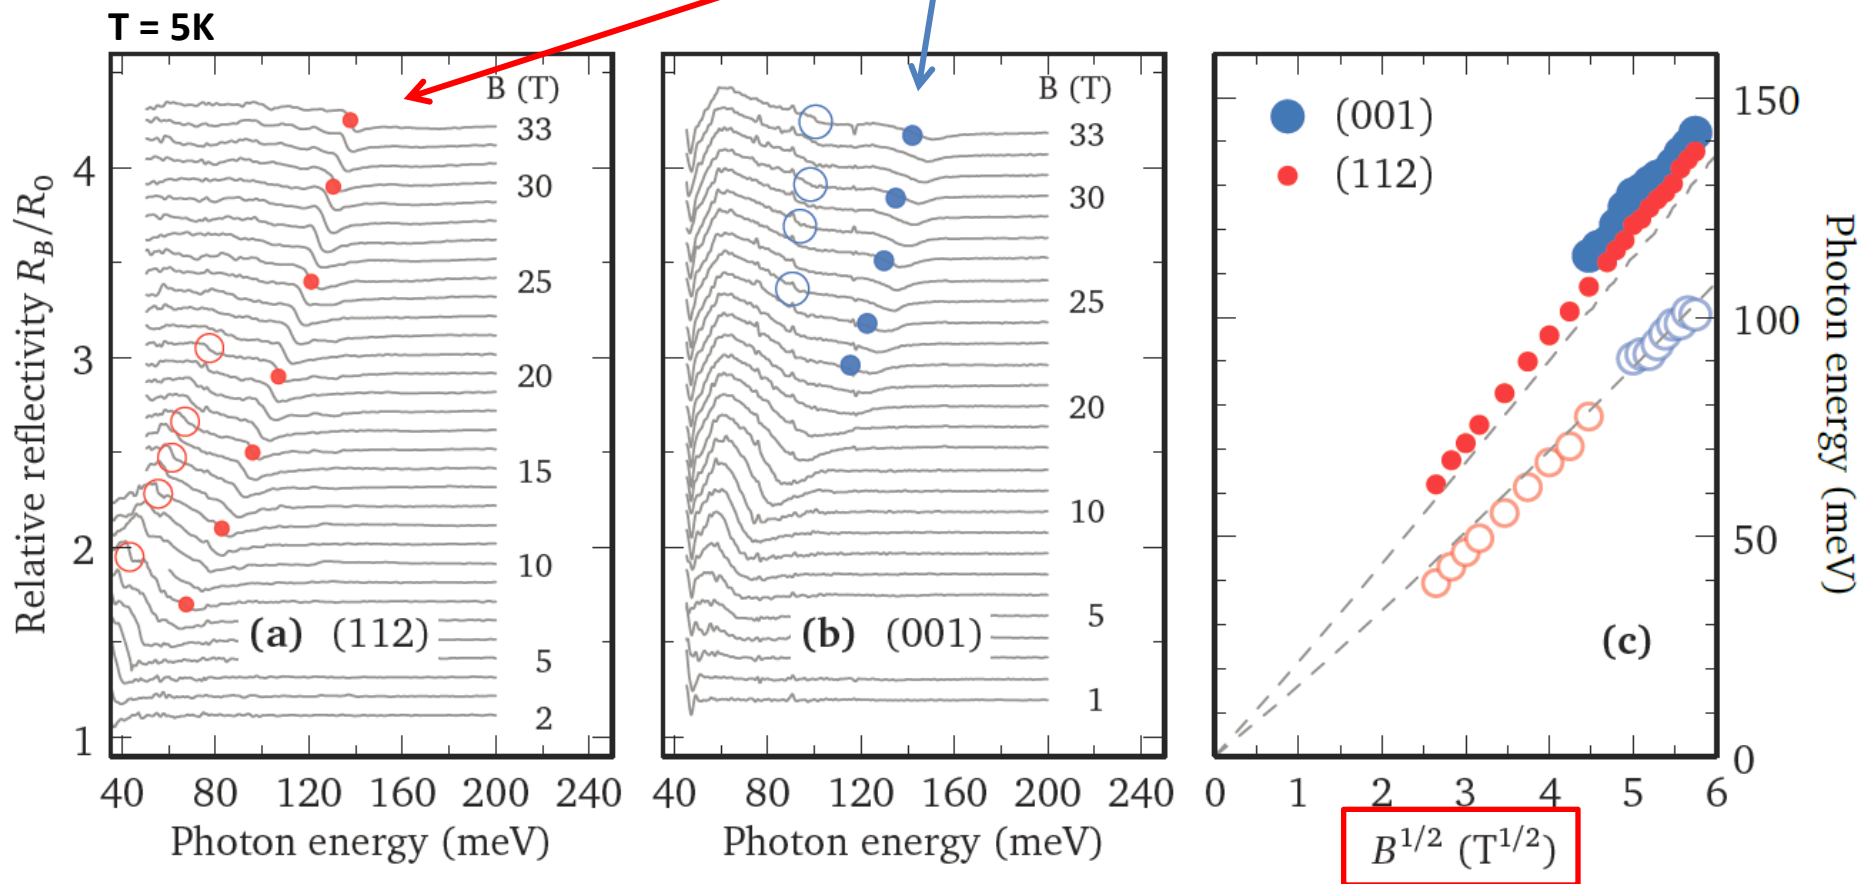 T = 5K
Relative reflectivity R_B/R_0
4
3
2
1
B (T)
33
30
25
20
15
10
5
2
(a) (112)
40 80 120 160 200 240
Photon energy (meV)
B (T)
33
30
25
20
10
5
1
(b) (001)
40 80 120 160 200 240
Photon energy (meV)
(001)
(112)
(c)
150
100
50
0
Photon energy (meV)
0 1 2 3 4 5 6
B^{1/2} (T^{1/2})